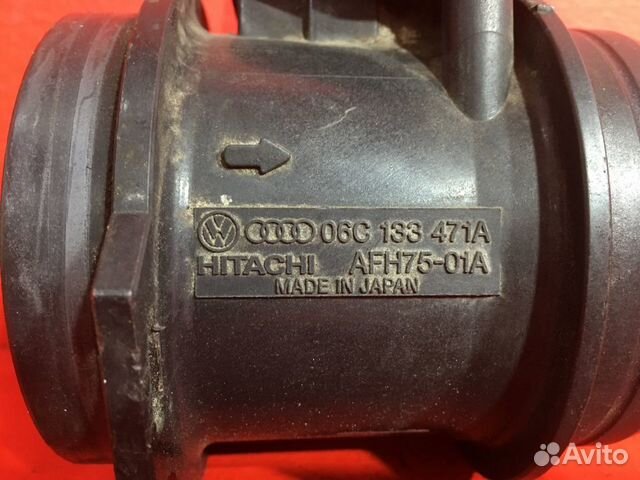 06C 133 471A
HITACHI AFH75-01A
MADE IN JAPAN
Avito